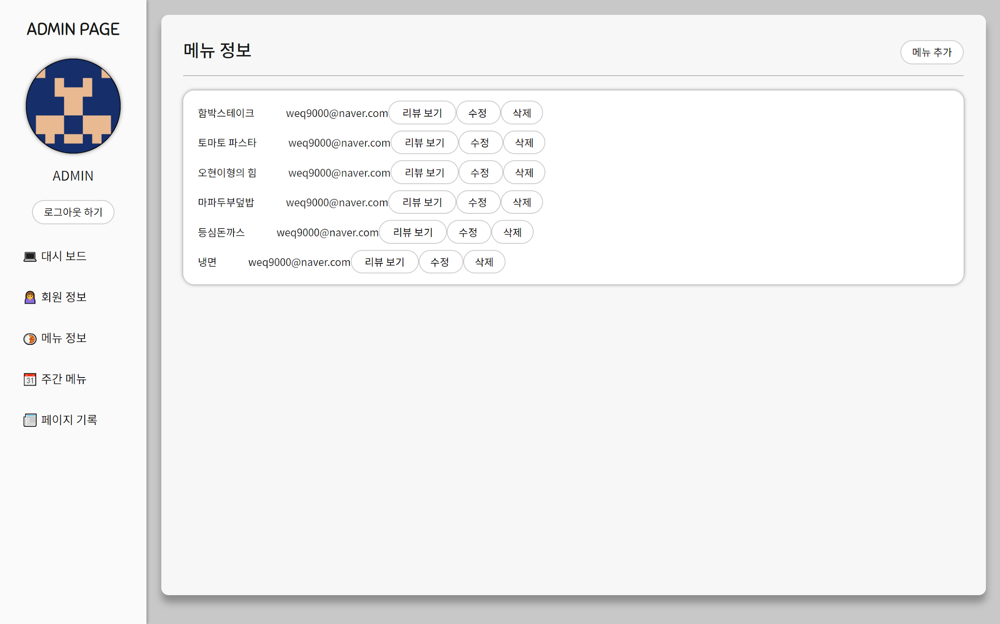 ADMIN PAGE
ADMIN
로그아웃 하기
대시 보드
회원 정보
메뉴 정보
31 주간 메뉴
페이지 기록
메뉴 정보 메뉴 추가
함박스테이크 weq9000@naver.com 리뷰 보기 수정 삭제
토마토 파스타 weq9000@naver.com 리뷰 보기 수정 삭제
오현이형의 힘 weq9000@naver.com 리뷰 보기 수정 삭제
마파두부덮밥 weq9000@naver.com 리뷰 보기 수정 삭제
등심돈까스 weq9000@naver.com 리뷰 보기 수정 삭제
냉면 weq9000@naver.com 리뷰 보기 수정 삭제